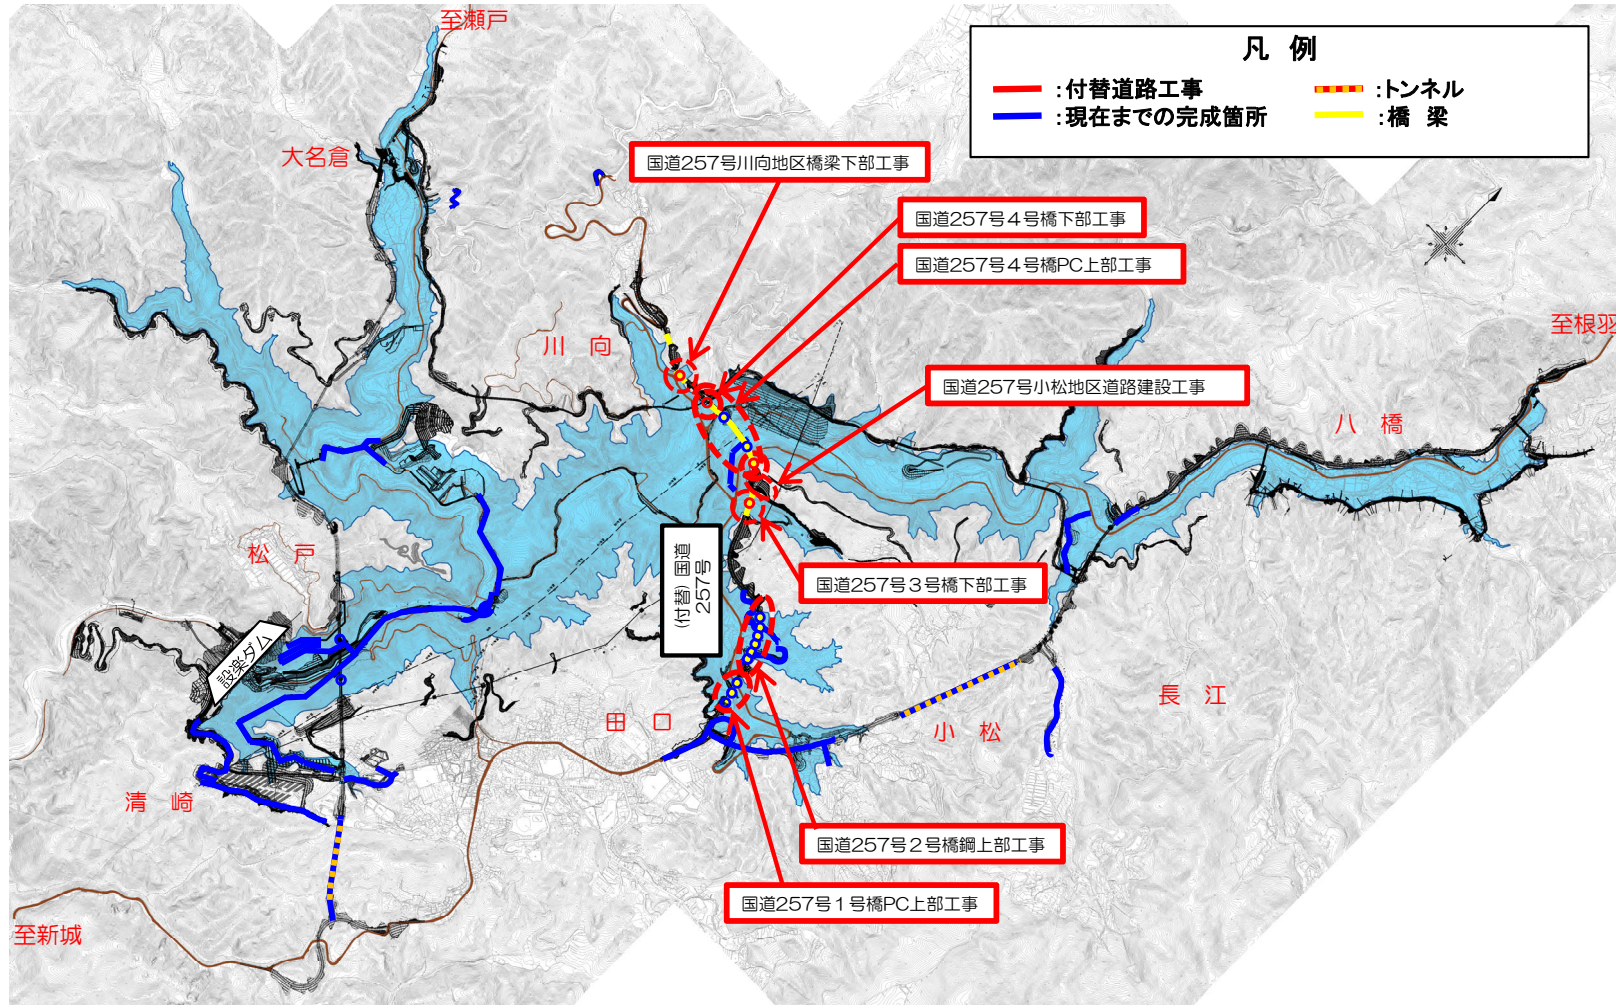 至瀬戸
凡 例
:付替道路工事
:トンネル
:現在までの完成箇所
:橋 梁
大名倉
国道257号川向地区橋梁下部工事
国道257号４号橋下部工事
国道257号４号橋PC上部工事
至根羽
川 向
国道257号小松地区道路建設工事
八 橋
松 戸
(付替) 国道
257号
国道257号３号橋下部工事
設楽ダム
長江
田 口
小 松
清 崎
国道257号２号橋鋼上部工事
国道257号１号橋PC上部工事
至新城